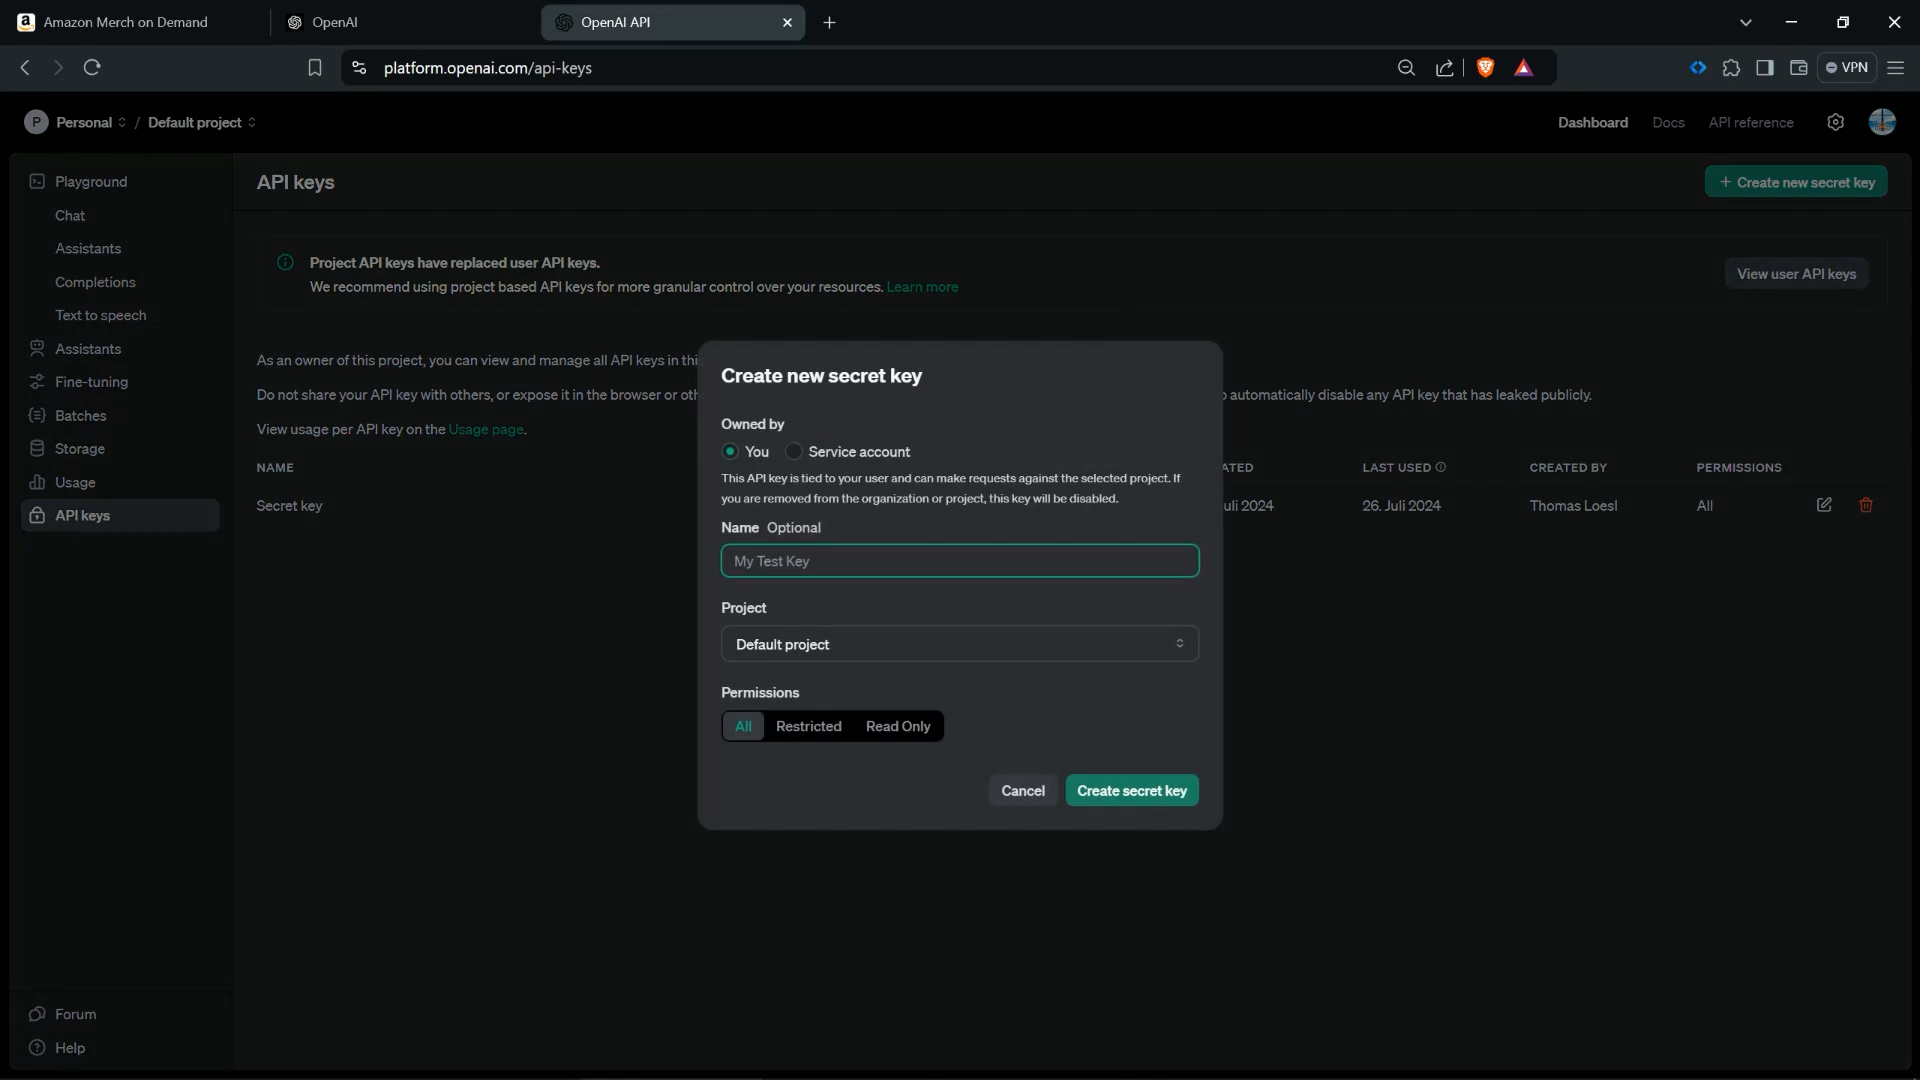 Amazon Merch on Demand
OpenAI
OpenAI API
platform.openai.com/api-keys
VPN
P Personal / Default project
Dashboard Docs API reference
Playground
Chat
Assistants
Completions
Text to speech
Assistants
Fine-tuning
Batches
Storage
Usage
API keys
Forum
Help
API keys
+ Create new secret key
Project API keys have replaced user API keys.
We recommend using project based API keys for more granular control over your resources. Learn more
View user API keys
As an owner of this project, you can view and manage all API keys in
Do not share your API key with others, or expose it in the browser or
automatically disable any API key that has leaked publicly.
View usage per API key on the Usage page.
NAME LAST USED CREATED BY PERMISSIONS
Secret key 2024 26. Juli 2024 Thomas Loesl All
Create new secret key
Owned by
You Service account
This API key is tied to your user and can make requests against the selected project. If
you are removed from the organization or project, this key will be disabled.
Name Optional
My Test Key
Project
Default project
Permissions
All Restricted Read Only
Cancel Create secret key